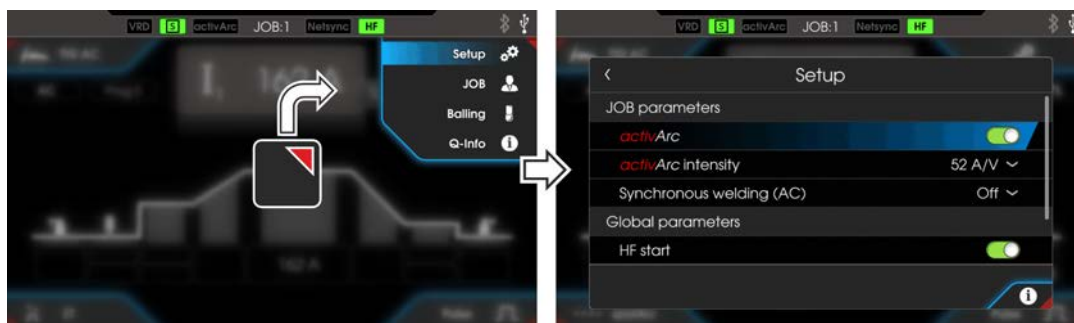 VRD S activArc JOB:1 Netsync HF
Setup
JOB
Balling
Q-Info
162 A
VRD S activArc JOB:1 Netsync HF
Setup
JOB parameters
activArc
activArc intensity 52 A/V
Synchronous welding (AC) Off
Global parameters
HF start